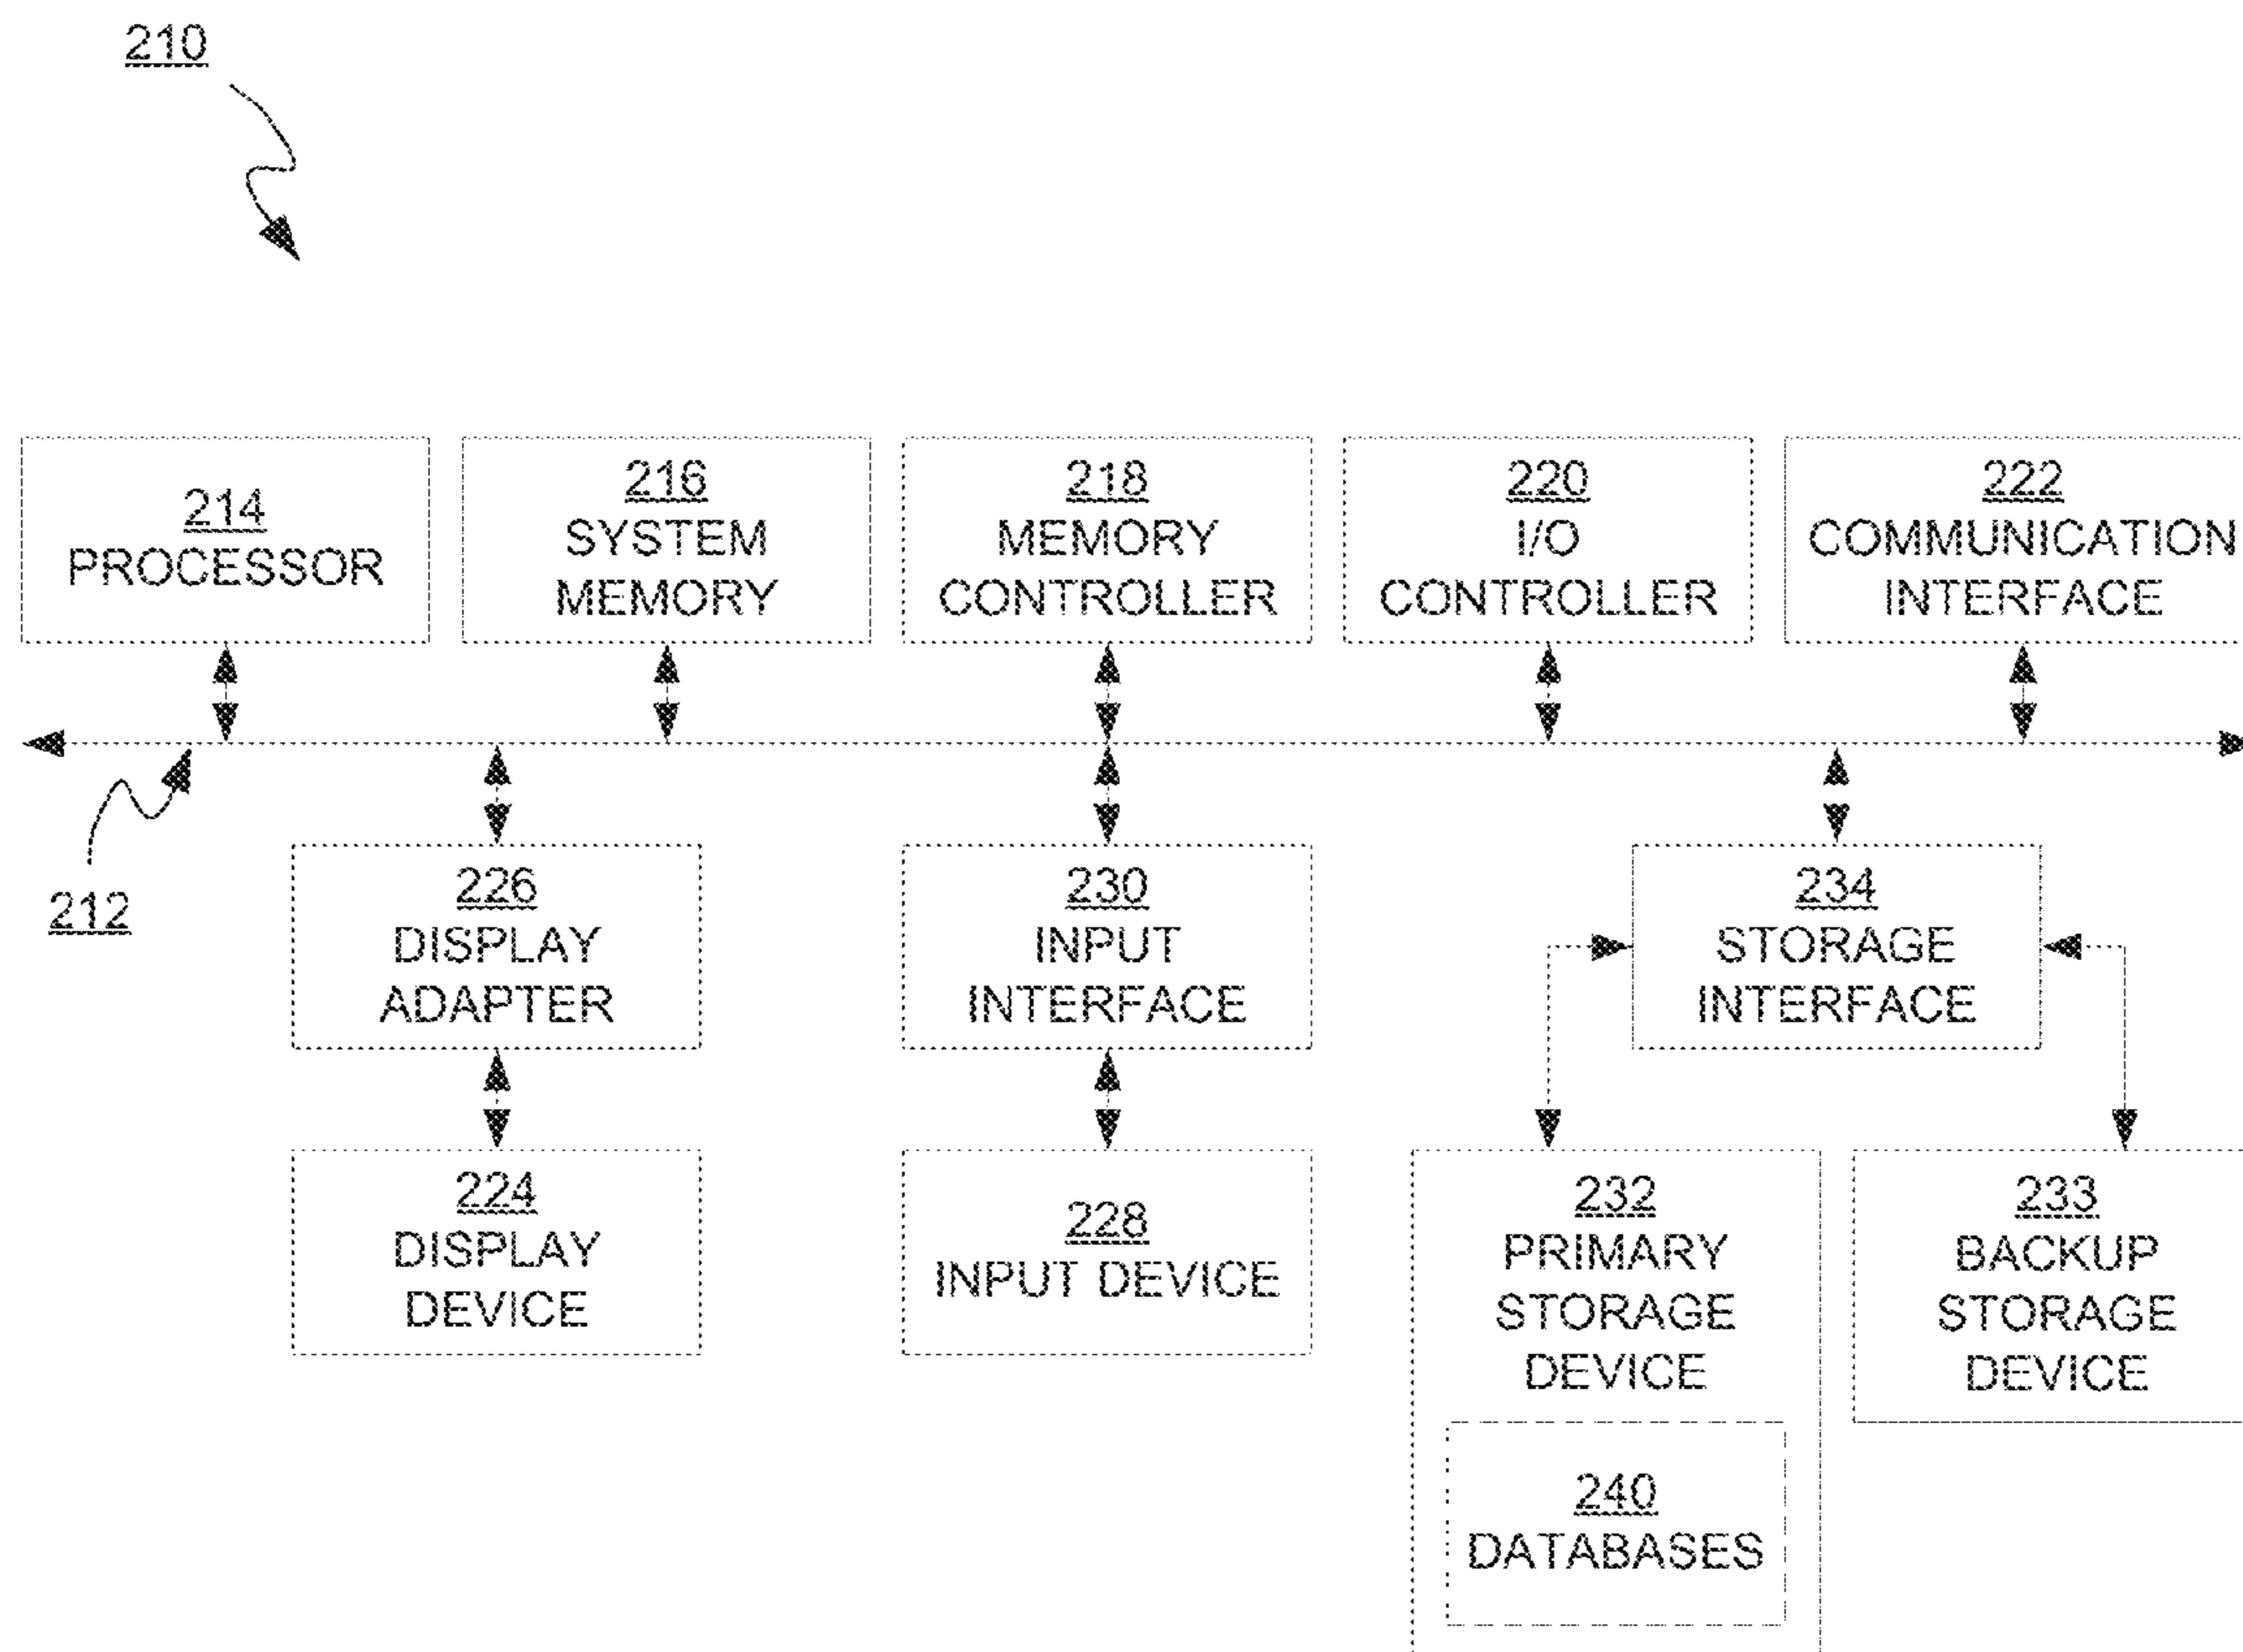 210
214
PROCESSOR
216
SYSTEM
MEMORY
218
MEMORY
CONTROLLER
220
I/O
CONTROLLER
222
COMMUNICATION
INTERFACE
212
226
DISPLAY
ADAPTER
230
INPUT
INTERFACE
234
STORAGE
INTERFACE
224
DISPLAY
DEVICE
228
INPUT DEVICE
232
PRIMARY
STORAGE
DEVICE
233
BACKUP
STORAGE
DEVICE
240
DATABASES